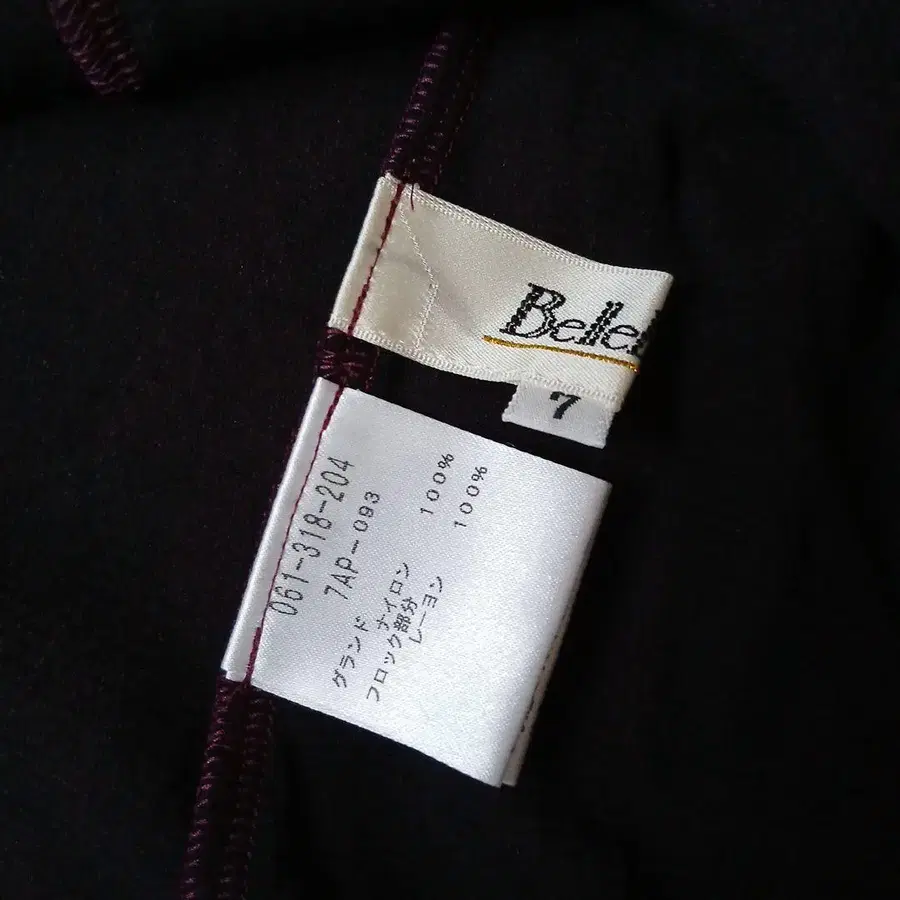 Belle
7
061-318-204
7AP-093
グランド
ナイロン 100%
フロック部分
レーヨン 100%